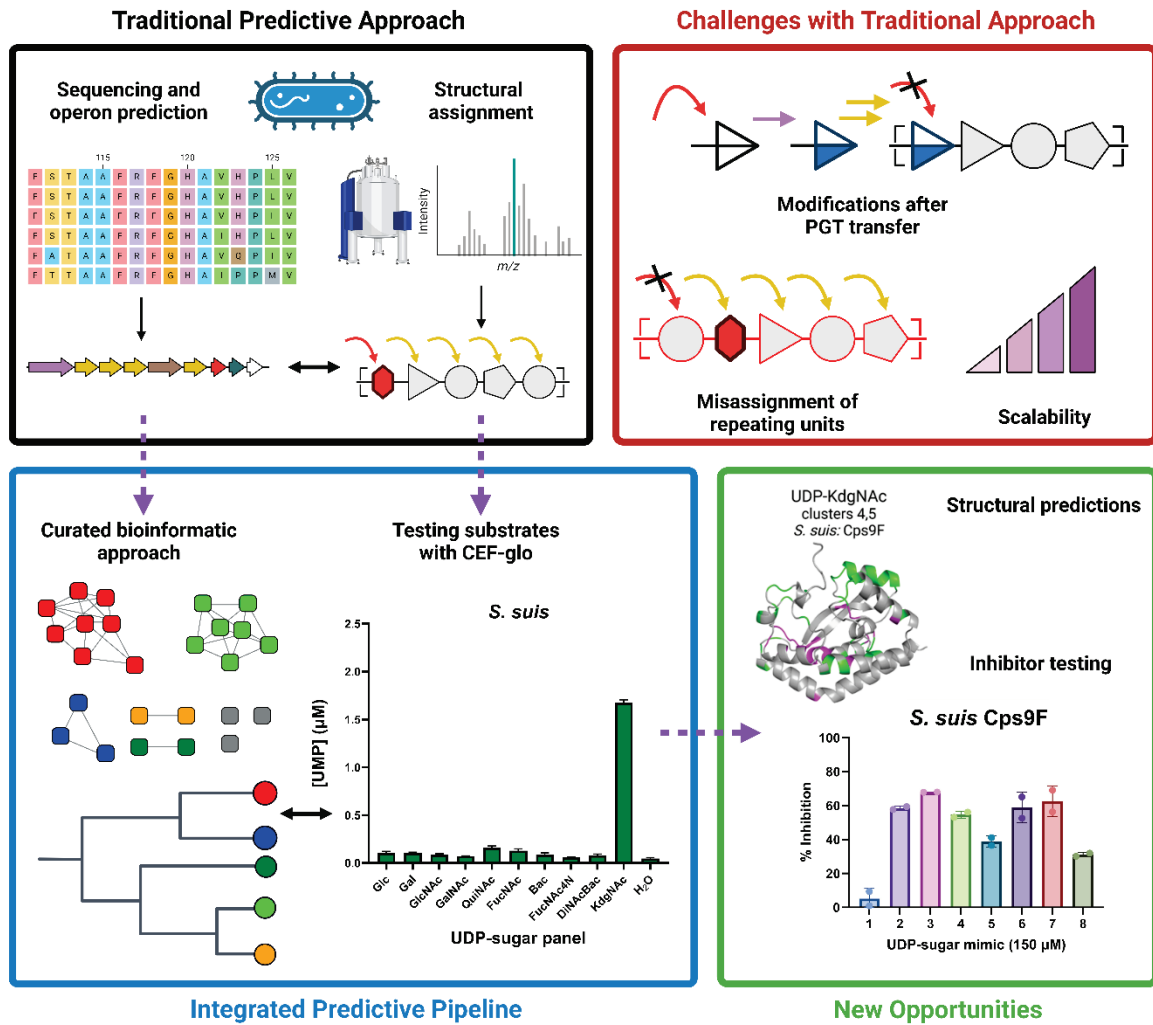 Traditional Predictive Approach
Challenges with Traditional Approach
Sequencing and
operon prediction
Structural
assignment
115 120 125
F S T A A F R F G H A V H P L V
F S T A A F R F G H A V H P L V
S T A A F R F G H A V H P I V
F S T A A F R F G H A I H P L V
F A T A A F R F G H A V Q P I V
F T T A A F R F G H A I P P M V
Intensity
m/z
Modifications after
PGT transfer
Misassignment of
repeating units
Scalability
Curated bioinformatic
approach
Testing substrates
with CEF-glo
S. suis
[UMP] (µM)
2.5
2.0
1.5
1.0
0.5
0.0
Glc
Gal
GlcNAc
GalNAc
QuiNAc
FucNAc
Bac
FucNAc4N
DiNAcBac
KdgNAc
H₂O
UDP-sugar panel
Integrated Predictive Pipeline
UDP-KdgNAc
clusters 4,5
S. suis: Cps9F
Structural predictions
Inhibitor testing
S. suis Cps9F
% Inhibition
100
80
60
40
20
0
1 2 3 4 5 6 7 8
UDP-sugar mimic (150 µM)
New Opportunities